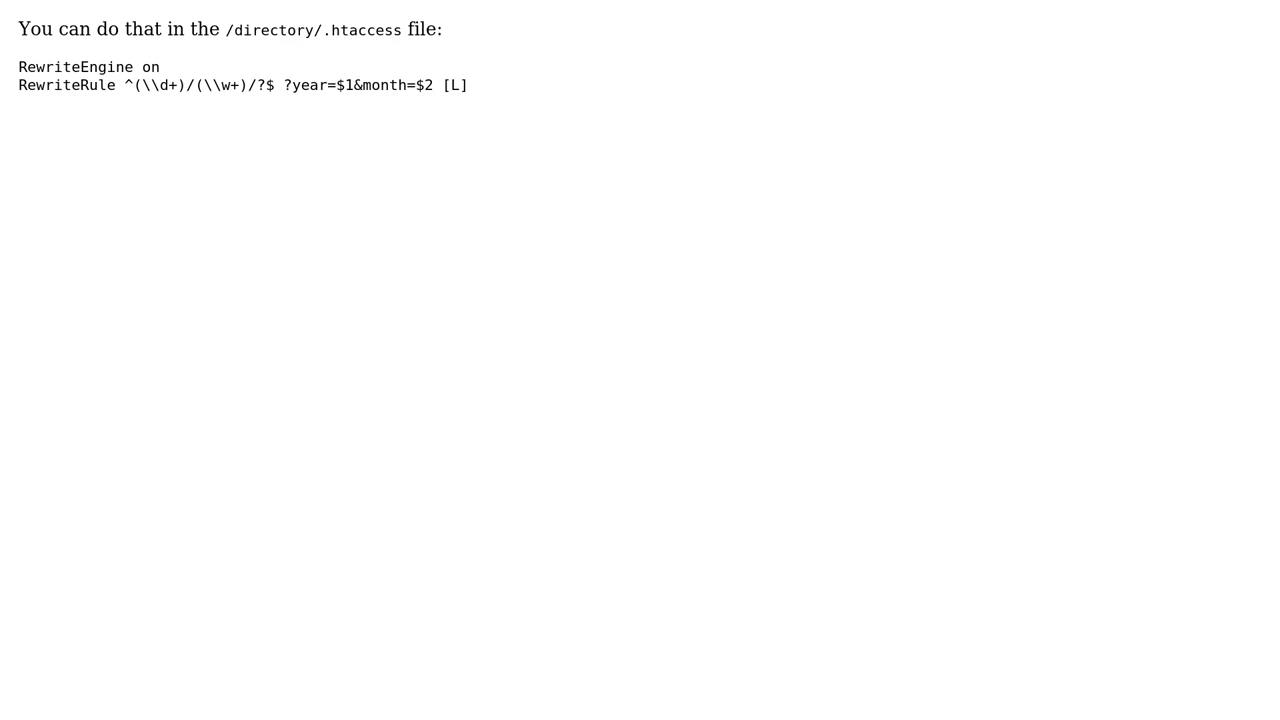 You can do that in the /directory/.htaccess file:
RewriteEngine on
RewriteRule ^(\\d+)/(\\w+)/?$ ?year=$1&month=$2 [L]